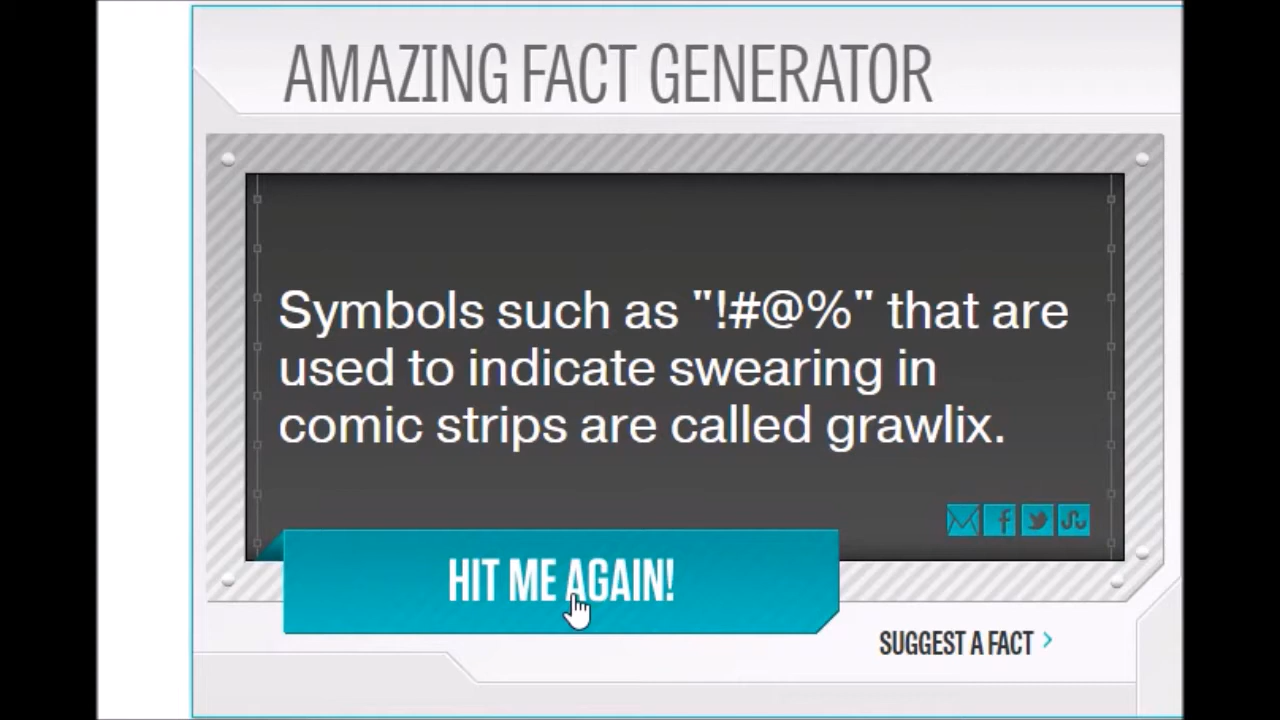 AMAZING FACT GENERATOR
Symbols such as "!#@%" that are
used to indicate swearing in
comic strips are called grawlix.
HIT ME AGAIN!
SUGGEST A FACT >